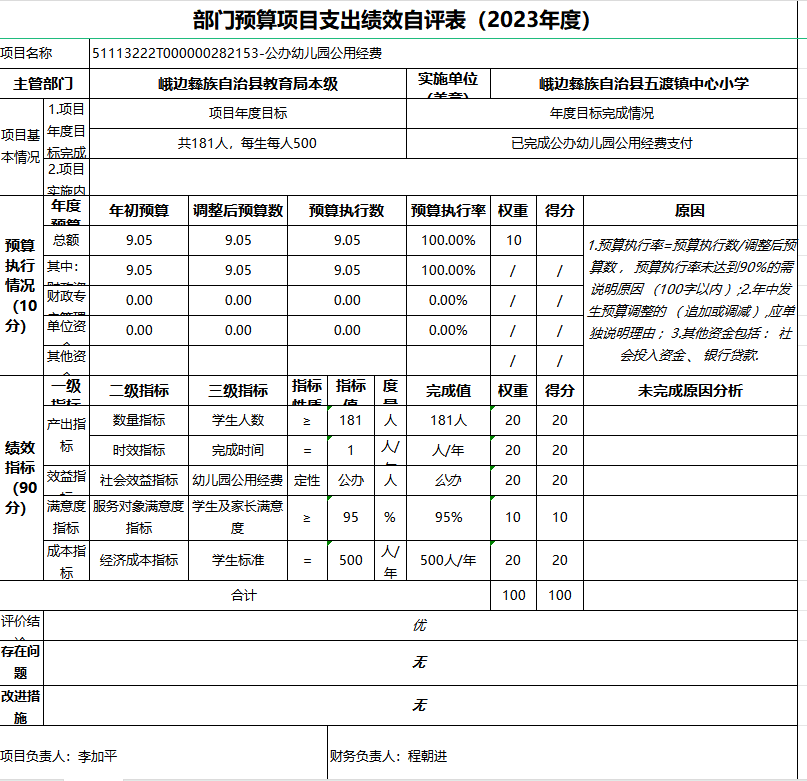 部门预算项目支出绩效自评表（2023年度）
项目名称 51113222T000000282153-公办幼儿园公用经费
主管部门 峨边彝族自治县教育局本级 实施单位 峨边彝族自治县五渡镇中心小学
项目基本情况 1.项目年度目标完成 项目年度目标 年度目标完成情况
共181人，每生每人500 已完成公办幼儿园公用经费支付
2.项目实施内
预算执行情况（10分） 年度 年初预算 调整后预算数 预算执行数 预算执行率 权重 得分 原因
总额 9.05 9.05 9.05 100.00% 10
其中： 9.05 9.05 9.05 100.00% / /
财政专 0.00 0.00 0.00 0.00% / /
单位资 0.00 0.00 0.00 0.00% / /
其他资 / /
1.预算执行率=预算执行数/调整后预算数，预算执行率未达到90%的需说明原因（100字以内）;2.年中发生预算调整的（追加或调减）,应单独说明理由；3.其他资金包括：社会投入资金、银行贷款.
绩效指标（90分） 一级 二级指标 三级指标 指标 指标值 度 完成值 权重 得分 未完成原因分析
产出指标 数量指标 学生人数 ≥ 181 人 181人 20 20
时效指标 完成时间 = 1 人/ 人/年 20 20
效益指 社会效益指标 幼儿园公用经费 定性 公办 人 公办 20 20
满意度指标 服务对象满意度指标 学生及家长满意度 ≥ 95 % 95% 10 10
成本指标 经济成本指标 学生标准 = 500 人/年 500人/年 20 20
合计 100 100
评价结 优
存在问题 无
改进措施 无
项目负责人：李加平 财务负责人：程朝进